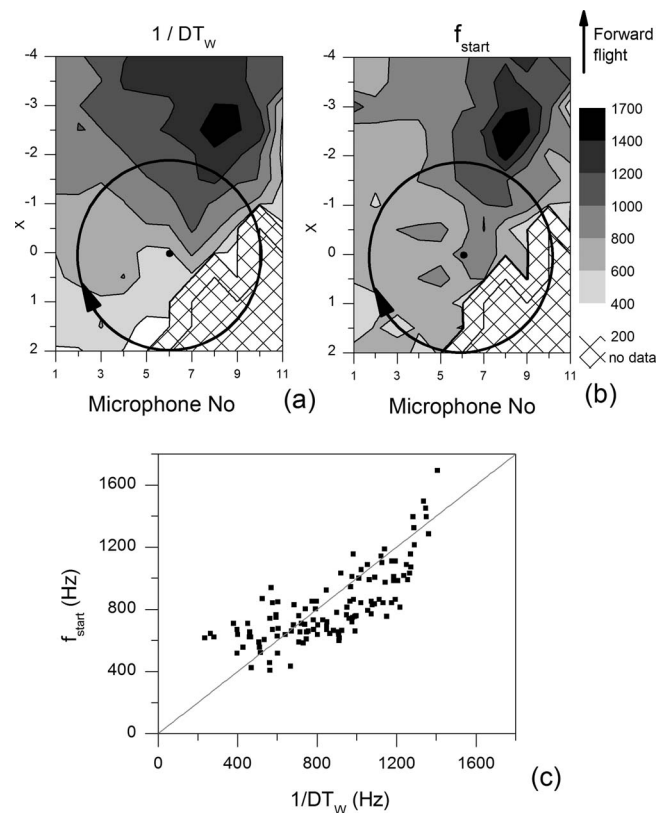 1 / DT_W
f_start
Forward flight
-4
-3
-2
-1
0
1
2
x
1 3 5 7 9 11
Microphone No
(a)
-4
-3
-2
-1
0
1
2
x
1 3 5 7 9 11
Microphone No
(b)
1700
1400
1200
1000
800
600
400
200
no data
1600
1200
800
400
0
f_start (Hz)
0 400 800 1200 1600
1/DT_W (Hz)
(c)